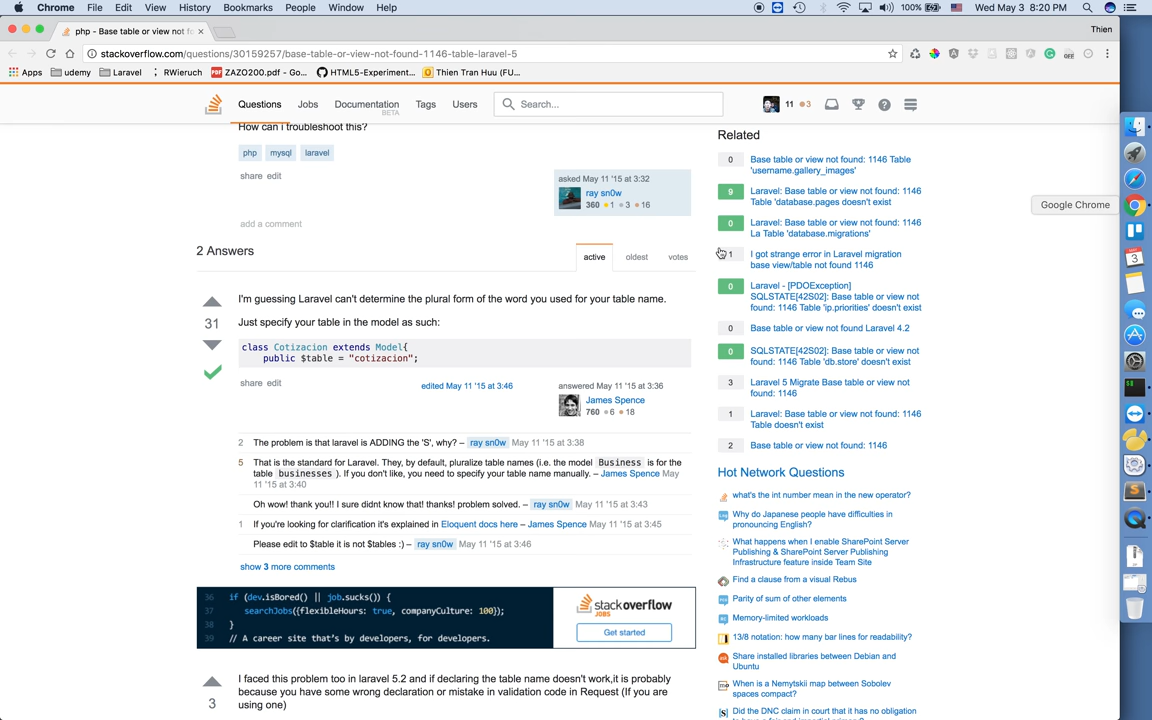 Chrome File Edit View History Bookmarks People Window Help 100% Wed May 3 8:20 PM
php - Base table or view not fo × Thien
stackoverflow.com/questions/30159257/base-table-or-view-not-found-1146-table-laravel-5
Apps udemy Laravel RWieruch PDF ZAZO200.pdf - Go... HTML5-Experiment... Thien Tran Huu (FU...
Questions Jobs Documentation Tags Users Search... 11 3
BETA
How can i troubleshoot this?
php mysql laravel
share edit
asked May 11 '15 at 3:32
ray sn0w
360 1 3 16
add a comment
2 Answers
active oldest votes
I'm guessing Laravel can't determine the plural form of the word you used for your table name.
31
Just specify your table in the model as such:
class Cotizacion extends Model{
public $table = "cotizacion";
share edit
edited May 11 '15 at 3:46
answered May 11 '15 at 3:36
James Spence
760 6 18
2 The problem is that laravel is ADDING the 'S', why? – ray sn0w May 11 '15 at 3:38
5 That is the standard for Laravel. They, by default, pluralize table names (i.e. the model Business is for the
table businesses ). If you don't like, you need to specify your table name manually. – James Spence May
11 '15 at 3:40
Oh wow! thank you!! I sure didnt know that! thanks! problem solved. – ray sn0w May 11 '15 at 3:43
1 If you're looking for clarification it's explained in Eloquent docs here – James Spence May 11 '15 at 3:45
Please edit to $table it is not $tables :) – ray sn0w May 11 '15 at 3:46
show 3 more comments
36 if (dev.isBored() || job.sucks()) {
37 searchJobs({flexibleHours: true, companyCulture: 100});
38 }
39 // A career site that's by developers, for developers.
stackoverflow
JOBS
Get started
I faced this problem too in laravel 5.2 and if declaring the table name doesn't work,it is probably
because you have some wrong declaration or mistake in validation code in Request (If you are
using one)
3
Related
0 Base table or view not found: 1146 Table
'username.gallery_images'
9 Laravel: Base table or view not found: 1146
Table 'database.pages doesn't exist
0 Laravel: Base table or view not found: 1146
La Table 'database.migrations'
1 I got strange error in Laravel migration
base view/table not found 1146
0 Laravel - [PDOException]
SQLSTATE[42S02]: Base table or view not
found: 1146 Table 'ip.priorities' doesn't exist
0 Base table or view not found Laravel 4.2
0 SQLSTATE[42S02]: Base table or view not
found: 1146 Table 'db.store' doesn't exist
3 Laravel 5 Migrate Base table or view not
found: 1146
1 Laravel: Base table or view not found: 1146
Table doesn't exist
2 Base table or view not found: 1146
Hot Network Questions
what's the int number mean in the new operator?
Why do Japanese people have difficulties in
pronouncing English?
What happens when I enable SharePoint Server
Publishing & SharePoint Server Publishing
Infrastructure feature inside Team Site
Find a clause from a visual Rebus
Parity of sum of other elements
Memory-limited workloads
13/8 notation: how many bar lines for readability?
Share installed libraries between Debian and
Ubuntu
When is a Nemytskii map between Sobolev
spaces compact?
Did the DNC claim in court that it has no obligation
Google Chrome